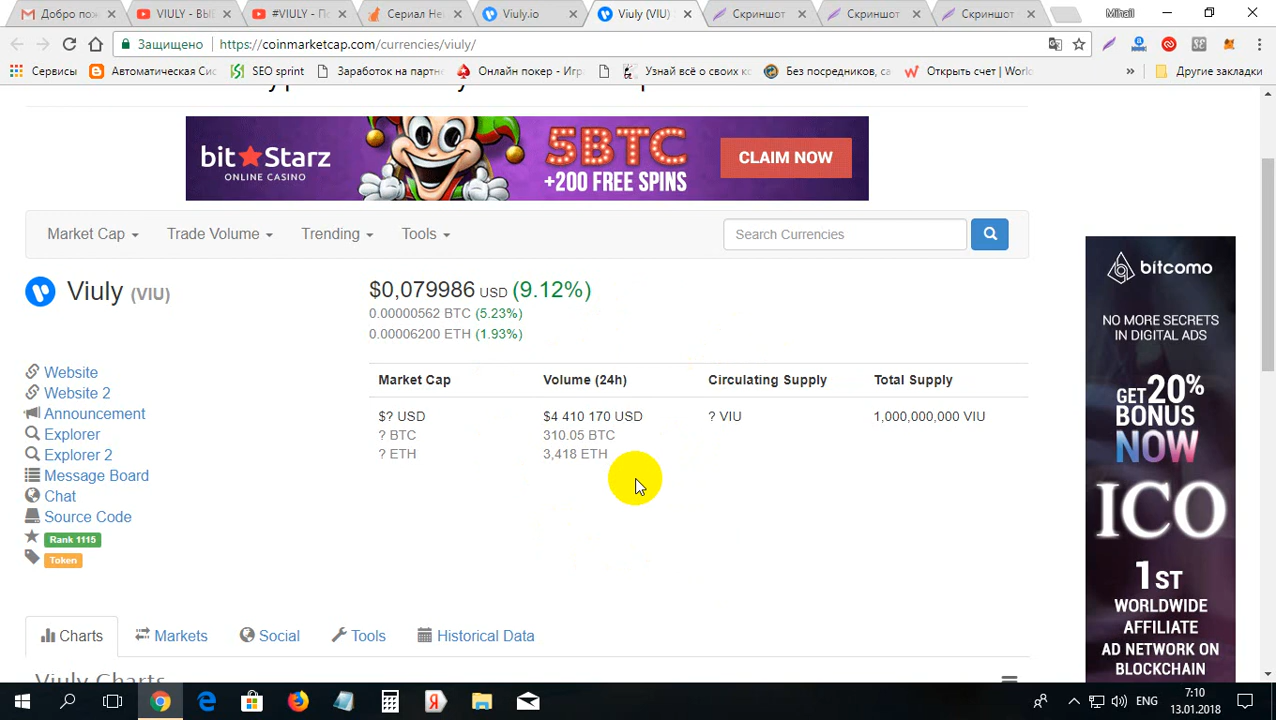 Добро пож
VIULY - ВЫ
#VIULY - П
Сериал Не
Viuly.io
Viuly (VIU)
Скриншот
Скриншот
Скриншот
Mihail
Защищено
https://coinmarketcap.com/currencies/viuly/
Сервисы
Автоматическая Сис
SEO sprint
Заработок на партн
Онлайн покер - Игр
Узнай всё о своих кс
Без посредников, са
Открыть счет | Worl
»
Другие закладки
bit Starz
ONLINE CASINO
5BTC
+200 FREE SPINS
CLAIM NOW
Market Cap
Trade Volume
Trending
Tools
Search Currencies
Viuly (VIU)
$0,079986 USD (9.12%)
0.00000562 BTC (5.23%)
0.00006200 ETH (1.93%)
Market Cap
Volume (24h)
Circulating Supply
Total Supply
$? USD
$4 410 170 USD
? VIU
1,000,000,000 VIU
? BTC
310.05 BTC
? ETH
3,418 ETH
Website
Website 2
Announcement
Explorer
Explorer 2
Message Board
Chat
Source Code
Rank 1115
Token
Charts
Markets
Social
Tools
Historical Data
Viuly Charts
bitcomo
NO MORE SECRETS
IN DIGITAL ADS
GET 20%
BONUS
NOW
ICO
1ST
WORLDWIDE
AFFILIATE
AD NETWORK ON
BLOCKCHAIN
ENG
7:10
13.01.2018